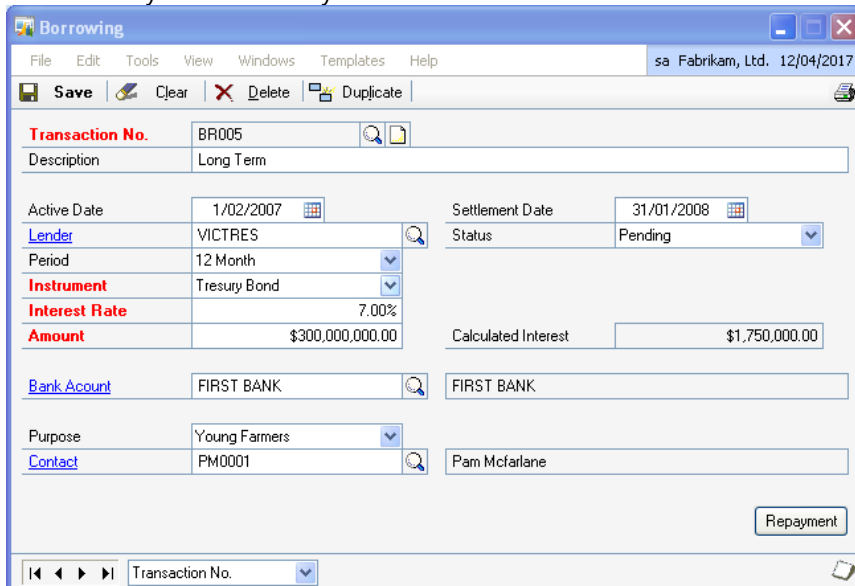 Borrowing
File Edit Tools View Windows Templates Help sa Fabrikam, Ltd. 12/04/2017
Save Clear Delete Duplicate
Transaction No. BR005
Description Long Term
Active Date 1/02/2007 Settlement Date 31/01/2008
Lender VICTRES Status Pending
Period 12 Month
Instrument Tresury Bond
Interest Rate 7.00%
Amount $300,000,000.00 Calculated Interest $1,750,000.00
Bank Acount FIRST BANK FIRST BANK
Purpose Young Farmers
Contact PM0001 Pam Mcfarlane
Repayment
Transaction No.